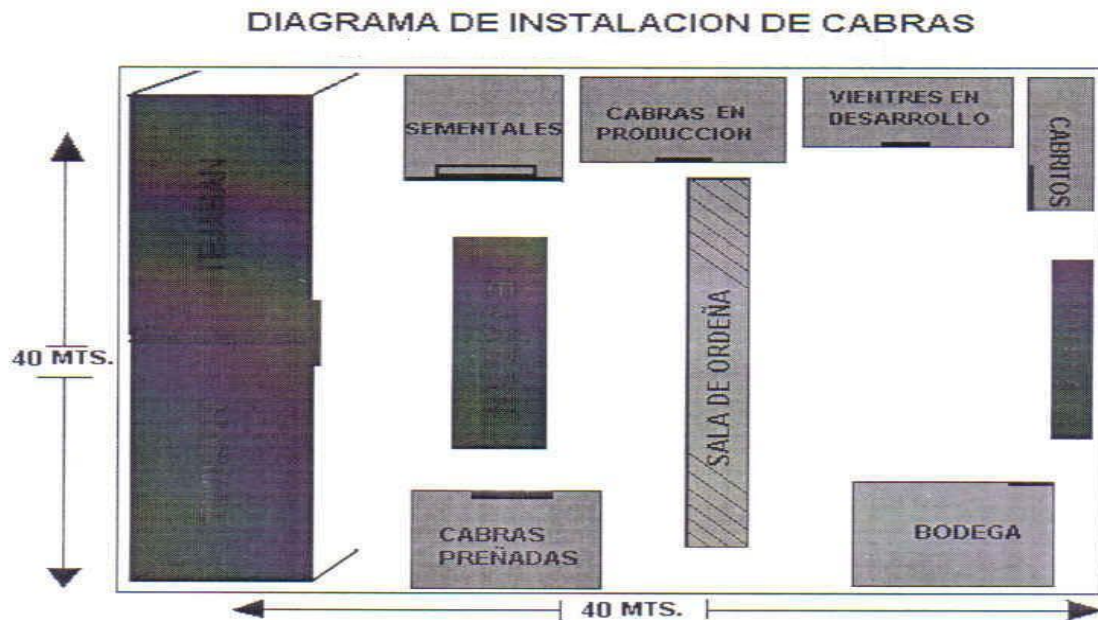 DIAGRAMA DE INSTALACION DE CABRAS
SEMENTALES
CABRAS EN
PRODUCCION
VIENTRES EN
DESARROLLO
CABRITOS
40 MTS.
SALA DE ORDEÑA
CABRAS
PREÑADAS
BODEGA
40 MTS.